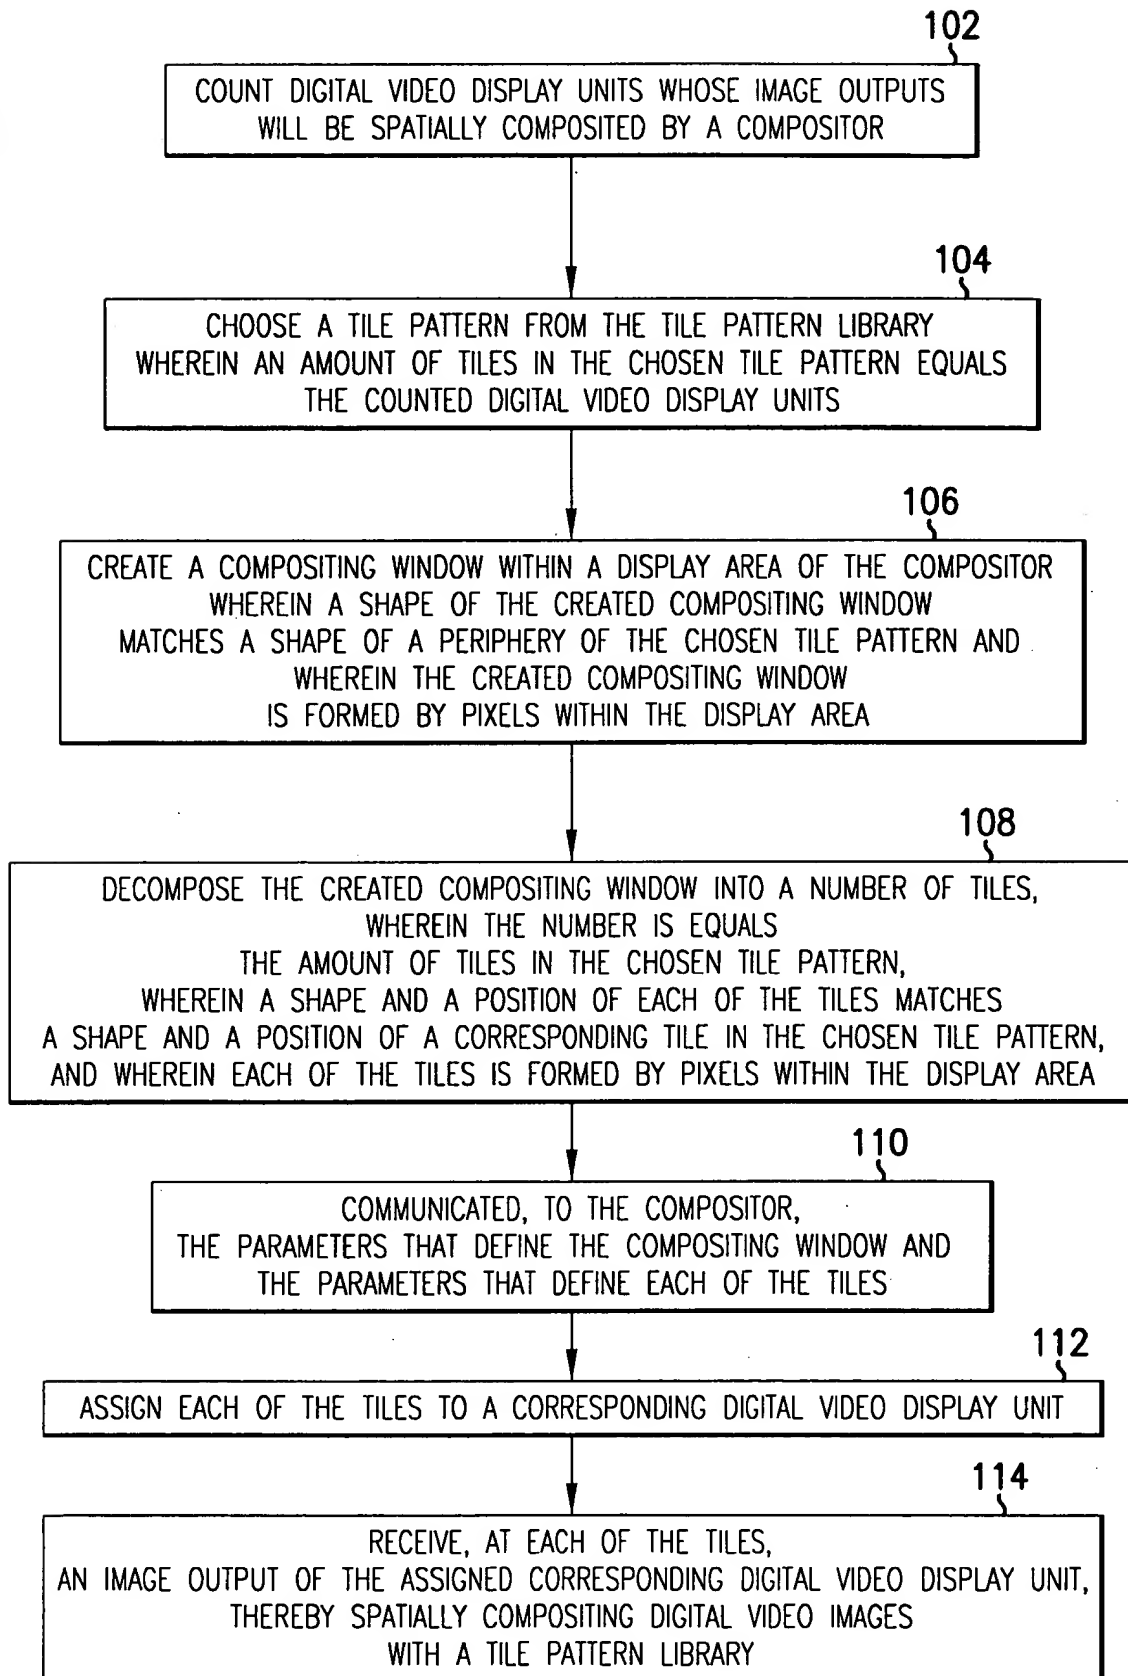 102
COUNT DIGITAL VIDEO DISPLAY UNITS WHOSE IMAGE OUTPUTS
WILL BE SPATIALLY COMPOSITED BY A COMPOSITOR
104
CHOOSE A TILE PATTERN FROM THE TILE PATTERN LIBRARY
WHEREIN AN AMOUNT OF TILES IN THE CHOSEN TILE PATTERN EQUALS
THE COUNTED DIGITAL VIDEO DISPLAY UNITS
106
CREATE A COMPOSITING WINDOW WITHIN A DISPLAY AREA OF THE COMPOSITOR
WHEREIN A SHAPE OF THE CREATED COMPOSITING WINDOW
MATCHES A SHAPE OF A PERIPHERY OF THE CHOSEN TILE PATTERN AND
WHEREIN THE CREATED COMPOSITING WINDOW
IS FORMED BY PIXELS WITHIN THE DISPLAY AREA
108
DECOMPOSE THE CREATED COMPOSITING WINDOW INTO A NUMBER OF TILES,
WHEREIN THE NUMBER IS EQUALS
THE AMOUNT OF TILES IN THE CHOSEN TILE PATTERN,
WHEREIN A SHAPE AND A POSITION OF EACH OF THE TILES MATCHES
A SHAPE AND A POSITION OF A CORRESPONDING TILE IN THE CHOSEN TILE PATTERN,
AND WHEREIN EACH OF THE TILES IS FORMED BY PIXELS WITHIN THE DISPLAY AREA
110
COMMUNICATED, TO THE COMPOSITOR,
THE PARAMETERS THAT DEFINE THE COMPOSITING WINDOW AND
THE PARAMETERS THAT DEFINE EACH OF THE TILES
112
ASSIGN EACH OF THE TILES TO A CORRESPONDING DIGITAL VIDEO DISPLAY UNIT
114
RECEIVE, AT EACH OF THE TILES,
AN IMAGE OUTPUT OF THE ASSIGNED CORRESPONDING DIGITAL VIDEO DISPLAY UNIT,
THEREBY SPATIALLY COMPOSITING DIGITAL VIDEO IMAGES
WITH A TILE PATTERN LIBRARY